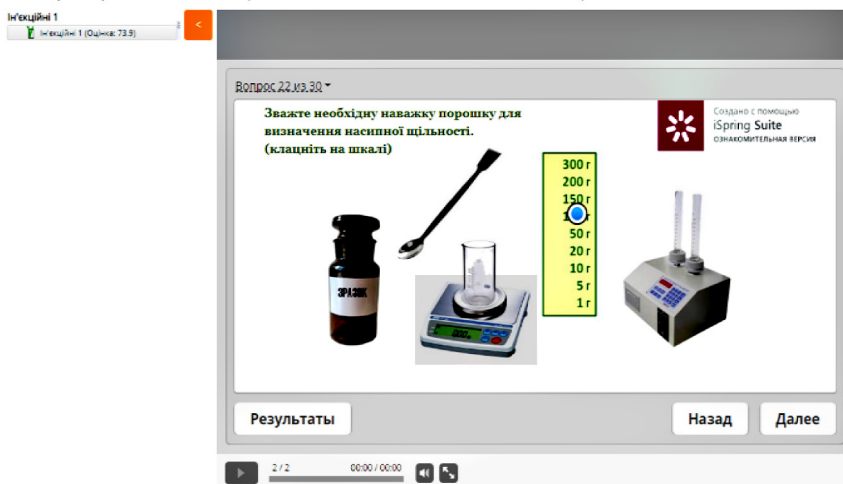 Ін'єкційні 1
Ін'єкційні 1 (Оцінка: 73.9)
<
Вопрос 22 из 30
Зважте необхідну наважку порошку для
визначення насипної щільності.
(клацніть на шкалі)
Создано с помощью
iSpring Suite
ОЗНАКОМИТЕЛЬНАЯ ВЕРСИЯ
300 г
200 г
150 г
50 г
20 г
10 г
5 г
1 г
ЗРАЗОК
Результаты
Назад
Далее
2 / 2
00:00 / 00:00